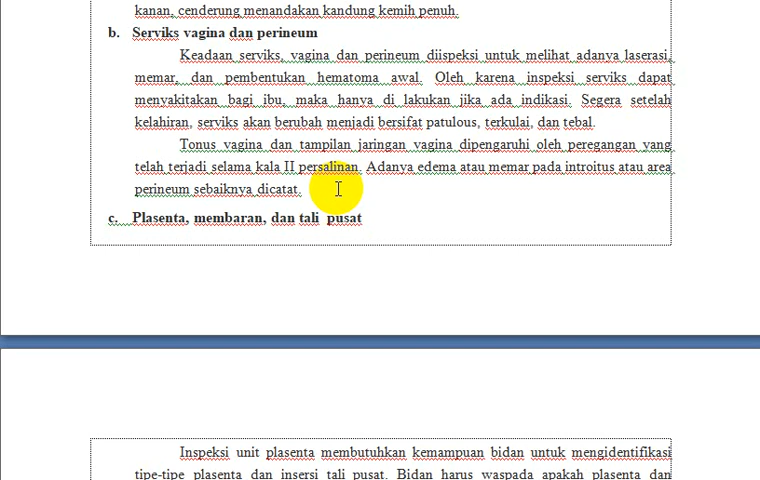 kanan, cenderung menandakan kandung kemih penuh.
b. Serviks vagina dan perineum
Keadaan serviks, vagina dan perineum diispeksi untuk melihat adanya laserasi,
memar, dan pembentukan hematoma awal. Oleh karena inspeksi serviks dapat
menyakitakan bagi ibu, maka hanya di lakukan jika ada indikasi. Segera setelah
kelahiran, serviks akan berubah menjadi bersifat patulous, terkulai, dan tebal.
Tonus vagina dan tampilan jaringan vagina dipengaruhi oleh peregangan yang
telah terjadi selama kala II persalinan. Adanya edema atau memar pada introitus atau area
perineum sebaiknya dicatat.
c. Plasenta, membaran, dan tali pusat
Inspeksi unit plasenta membutuhkan kemampuan bidan untuk mengidentifikasi
tipe-tipe plasenta dan insersi tali pusat. Bidan harus waspada apakah plasenta dan